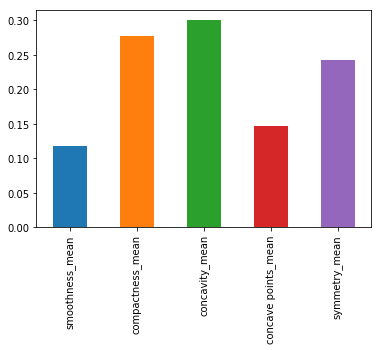 0.30
0.25
0.20
0.15
0.10
0.05
0.00
smoothness_mean
compactness_mean
concavity_mean
concave points_mean
symmetry_mean